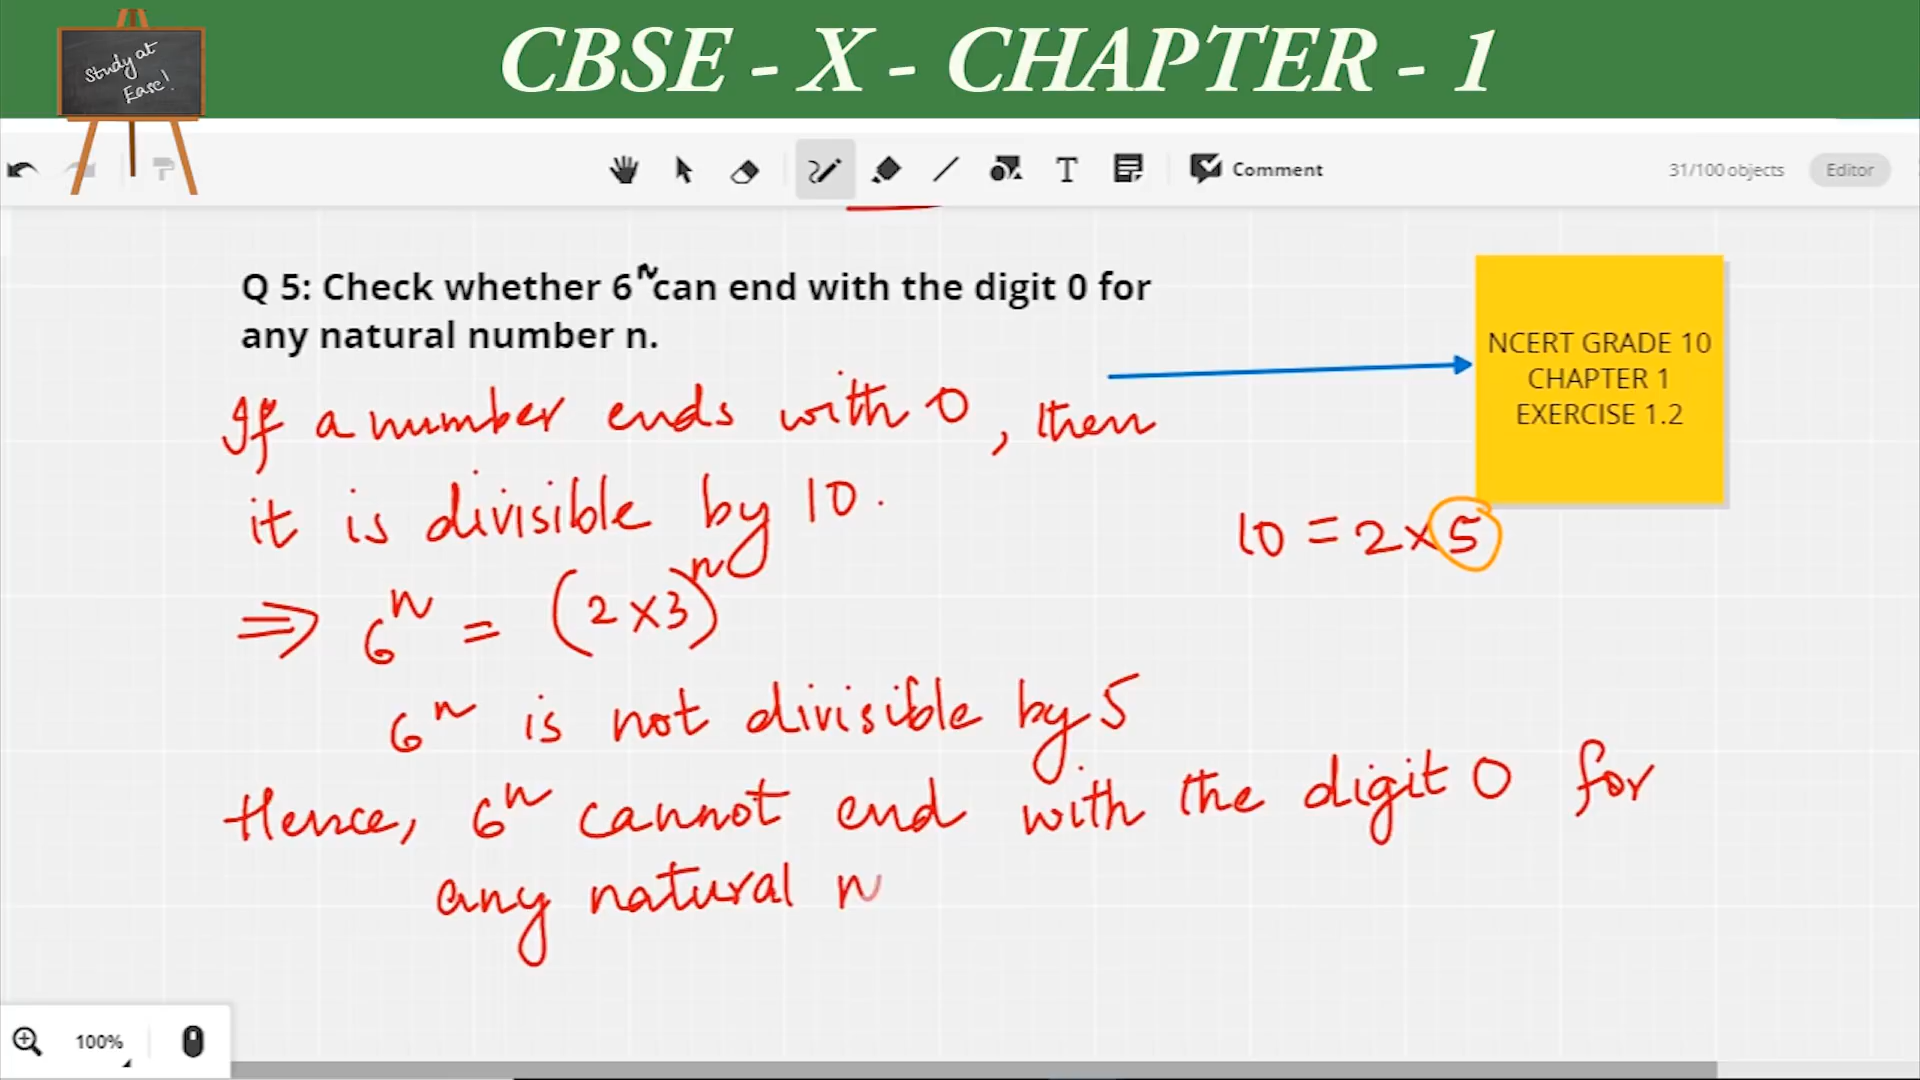 CBSE - X - CHAPTER - 1
Study at
Ease!
Comment
31/100 objects
Editor
Q 5: Check whether 6ⁿ can end with the digit 0 for
any natural number n.
NCERT GRADE 10
CHAPTER 1
EXERCISE 1.2
If a number ends with 0, then
it is divisible by 10.
10 = 2×5
⇒ 6ⁿ = (2×3)ⁿ
6ⁿ is not divisible by 5
Hence, 6ⁿ cannot end with the digit 0 for
any natural n
100%